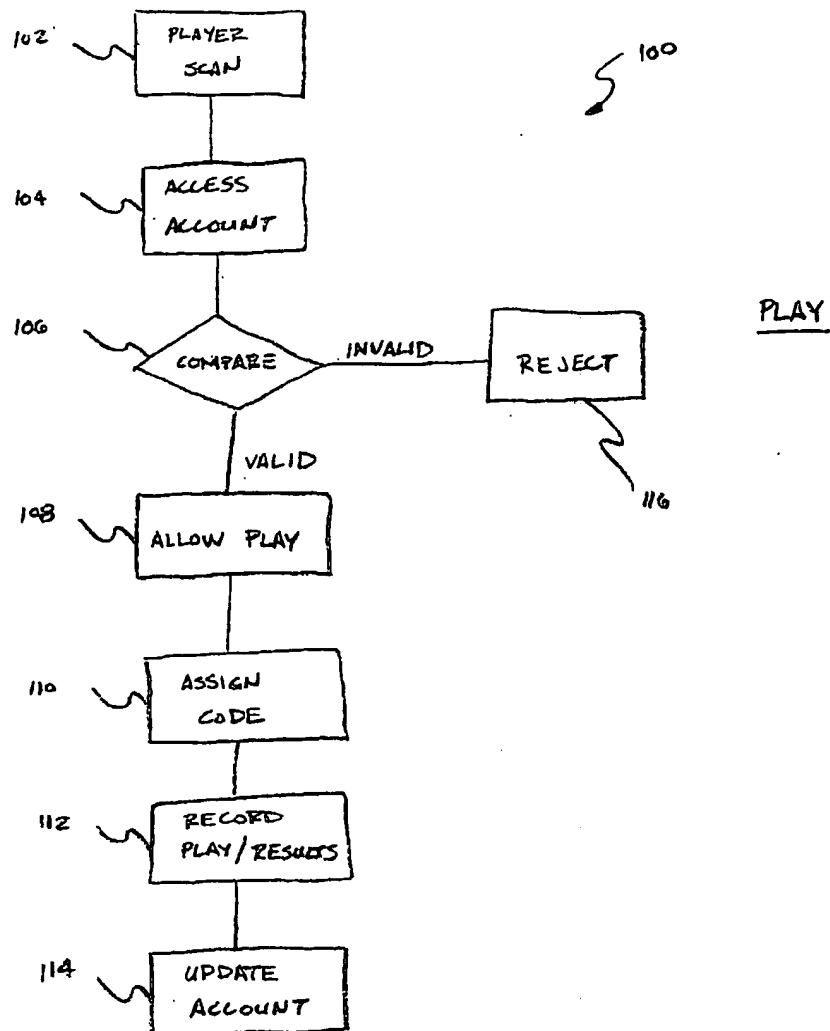 102
PLAYER
SCAN
100
104
ACCESS
ACCOUNT
106
COMPARE
INVALID
REJECT
PLAY
116
VALID
108
ALLOW PLAY
110
ASSIGN
CODE
112
RECORD
PLAY/RESULTS
114
UPDATE
ACCOUNT